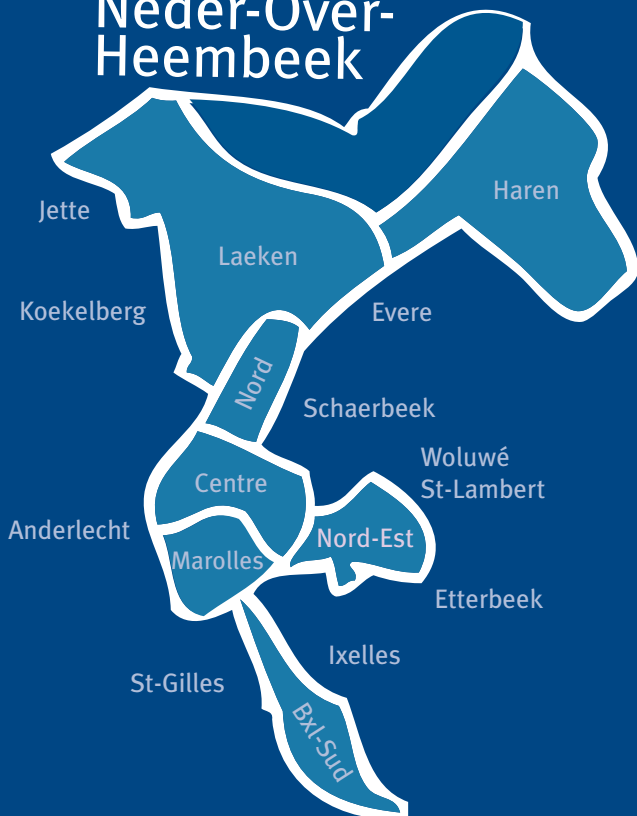 Neder-Over-
Heembeek
Haren
Jette
Laeken
Koekelberg
Evere
Nord
Schaerbeek
Woluwé
St-Lambert
Centre
Anderlecht
Nord-Est
Marolles
Etterbeek
Ixelles
St-Gilles
Bxl-Sud